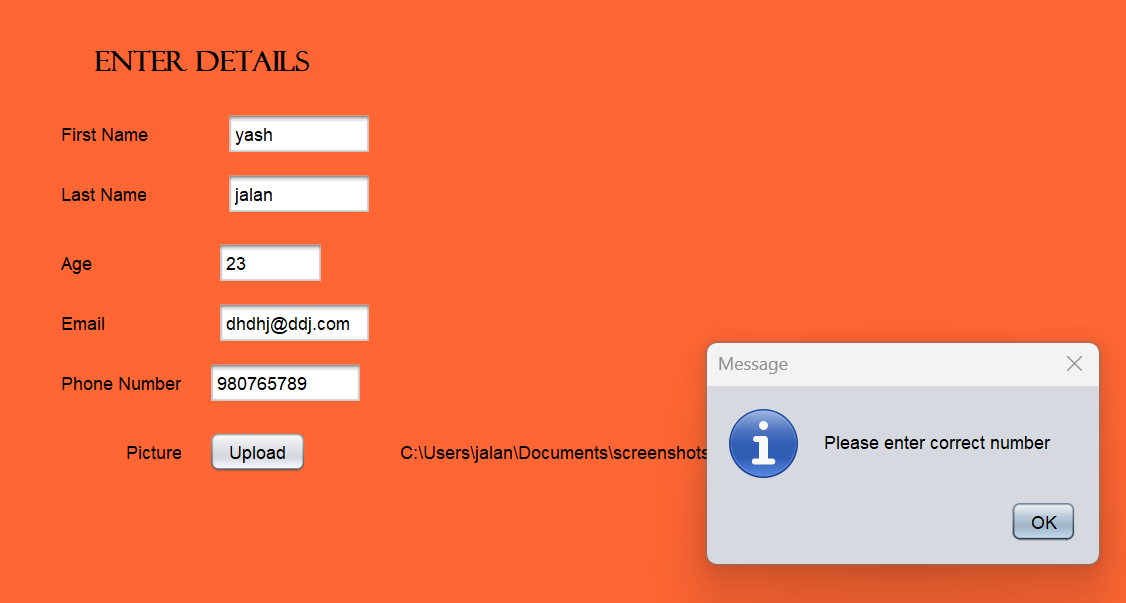 ENTER DETAILS
First Name yash
Last Name jalan
Age 23
Email dhdhj@ddj.com
Phone Number 980765789
Picture Upload C:\Users\jalan\Documents\screenshots
Message
Please enter correct number
OK